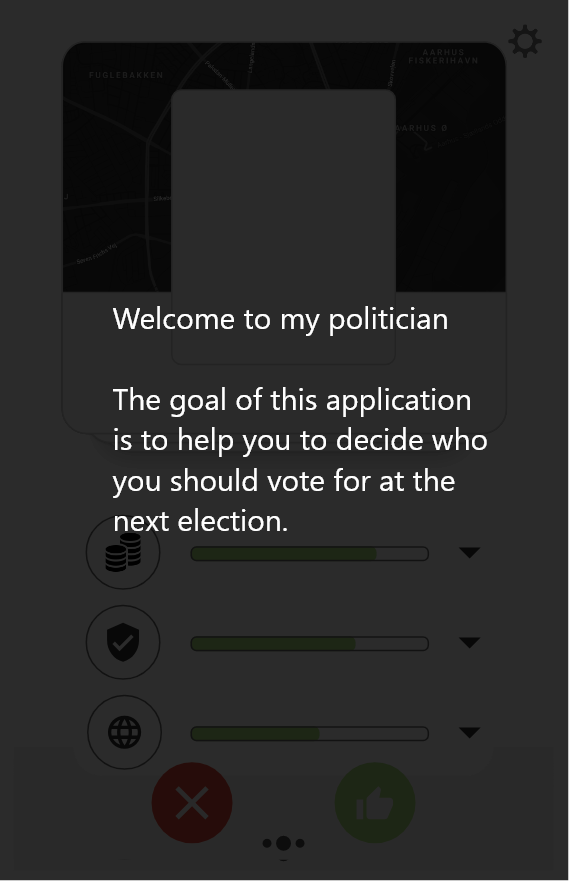 FUGLEBAKKEN
AARHUS
FISKERIHAVN
AARHUS Ø
Welcome to my politician
The goal of this application
is to help you to decide who
you should vote for at the
next election.